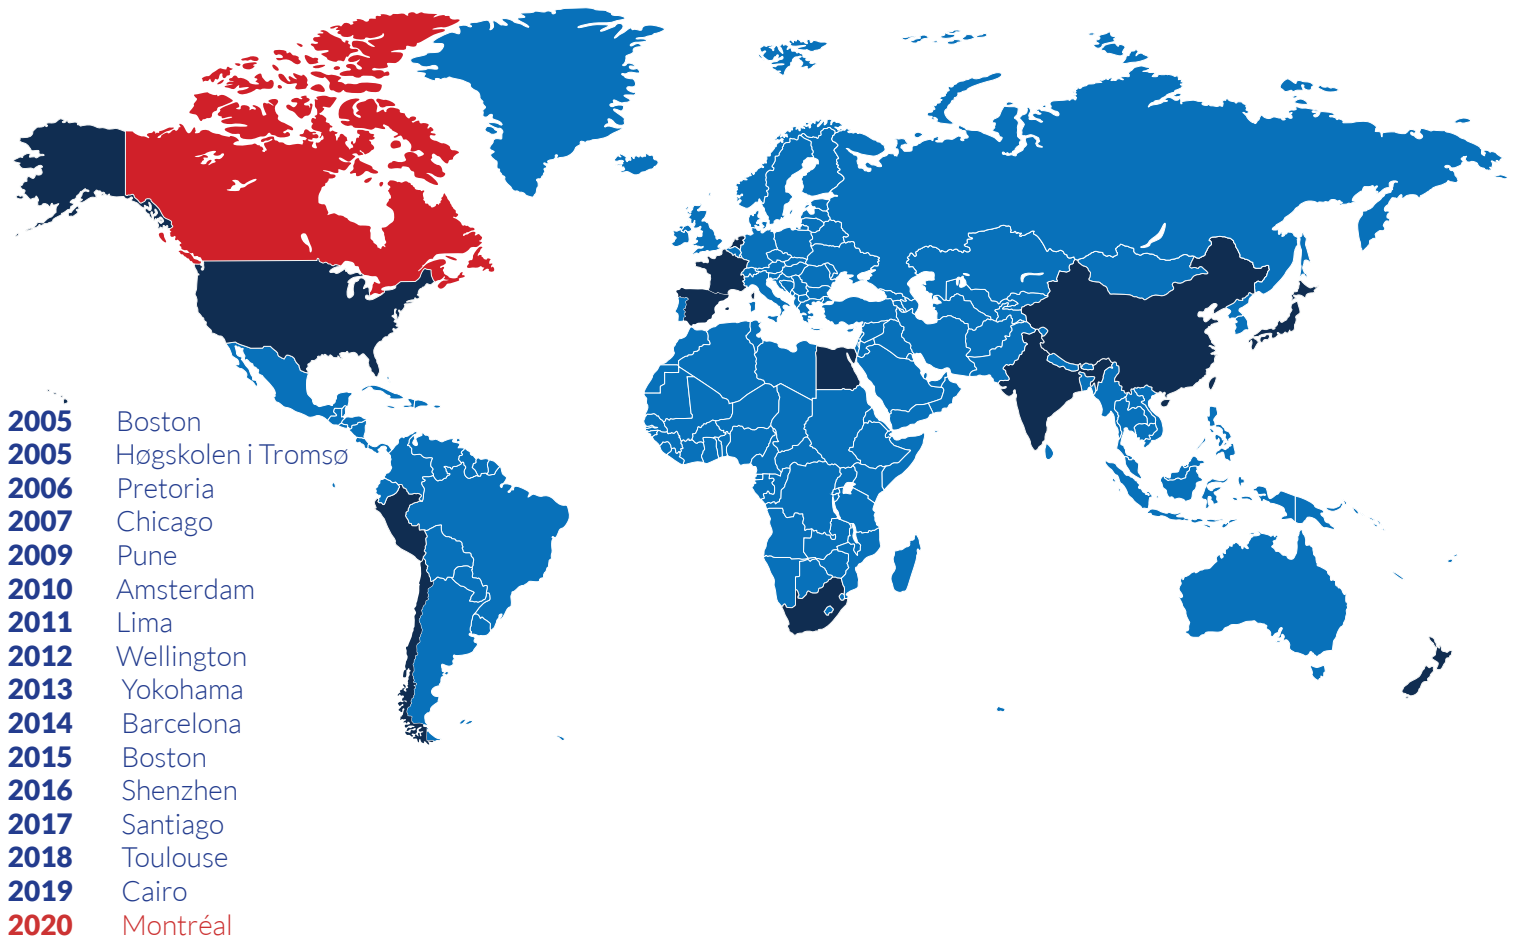 2005 Boston
2005 Høgskolen i Tromsø
2006 Pretoria
2007 Chicago
2009 Pune
2010 Amsterdam
2011 Lima
2012 Wellington
2013 Yokohama
2014 Barcelona
2015 Boston
2016 Shenzhen
2017 Santiago
2018 Toulouse
2019 Cairo
2020 Montréal